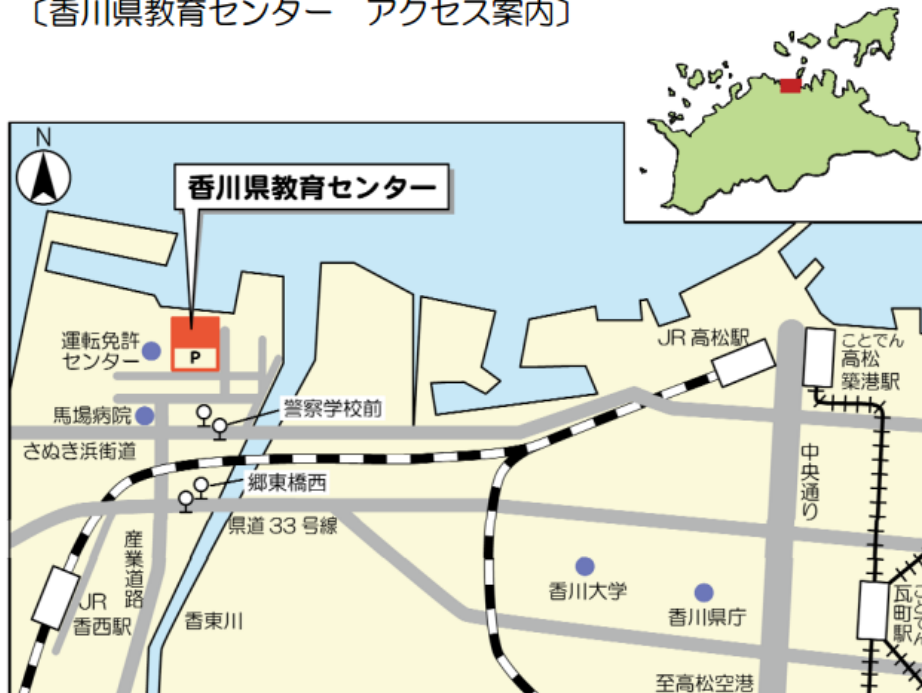 〔香川県教育センター　アクセス案内〕
N
香川県教育センター
運転免許
センター
P
JR 高松駅
ことでん
高松
築港駅
馬場病院
警察学校前
さぬき浜街道
中央通り
郷東橋西
県道 33 号線
産業道路
香川大学
香川県庁
JR
香西駅
香東川
ことでん
瓦町駅
至高松空港